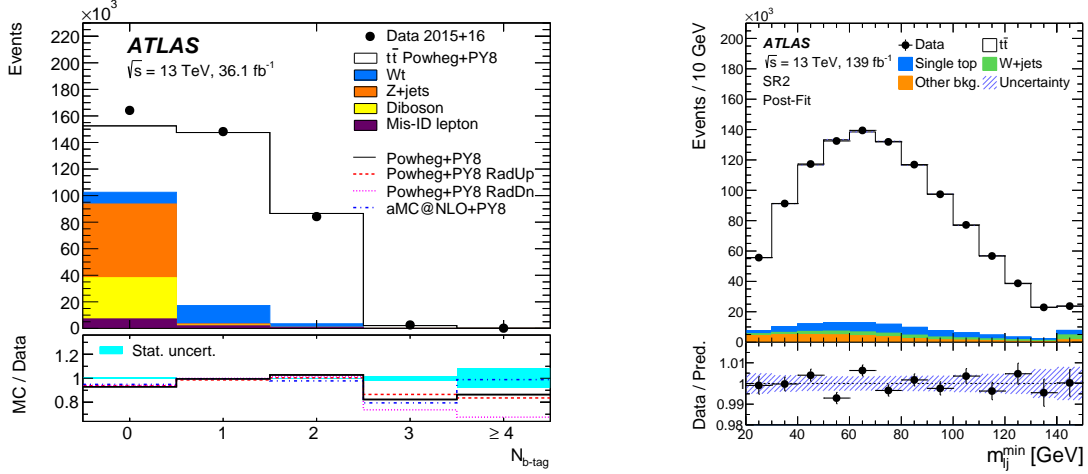 ×10³
Events
220
200
180
160
140
120
100
80
60
40
20
0
ATLAS
√s = 13 TeV, 36.1 fb⁻¹
Data 2015+16
tt̄ Powheg+PY8
Wt
Z+jets
Diboson
Mis-ID lepton
Powheg+PY8
Powheg+PY8 RadUp
Powheg+PY8 RadDn
aMC@NLO+PY8
MC / Data
1.2
1
0.8
Stat. uncert.
0 1 2 3 ≥ 4
N_b-tag
×10³
Events / 10 GeV
200
180
160
140
120
100
80
60
40
20
0
ATLAS
√s = 13 TeV, 139 fb⁻¹
SR2
Post-Fit
Data tt̄
Single top W+jets
Other bkg. Uncertainty
Data / Pred.
1.01
1.00
0.99
0.98
20 40 60 80 100 120 140
m_lj^min [GeV]